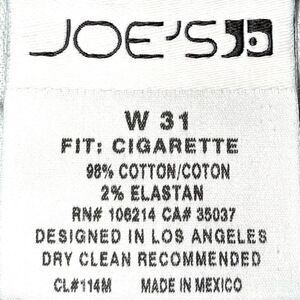 JOE'S
W 31
FIT: CIGARETTE
98% COTTON/COTON
2% ELASTAN
RN# 106214 CA# 35037
DESIGNED IN LOS ANGELES
DRY CLEAN RECOMMENDED
CL#114M MADE IN MEXICO